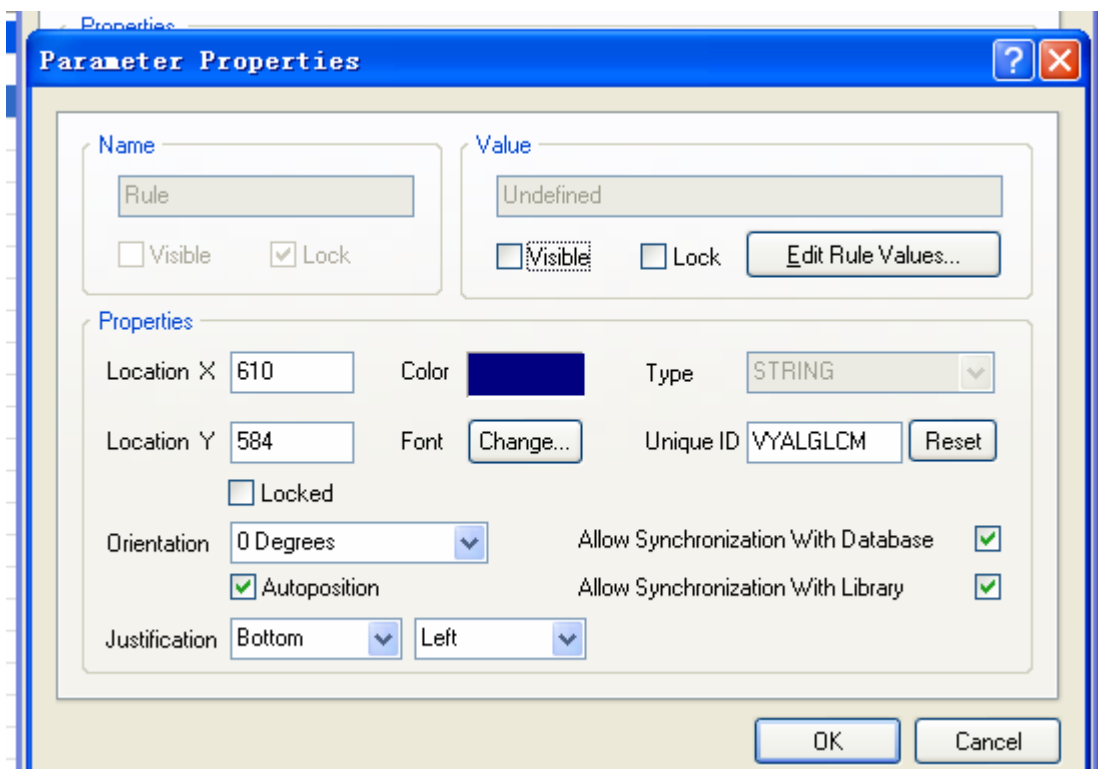 Properties
Parameter Properties
Name
Value
Rule
Undefined
Visible
Lock
Visible
Lock
Edit Rule Values...
Properties
Location X
610
Color
Type
STRING
Location Y
584
Font
Change...
Unique ID
VYALGLCM
Reset
Locked
Orientation
0 Degrees
Allow Synchronization With Database
Autoposition
Allow Synchronization With Library
Justification
Bottom
Left
OK
Cancel